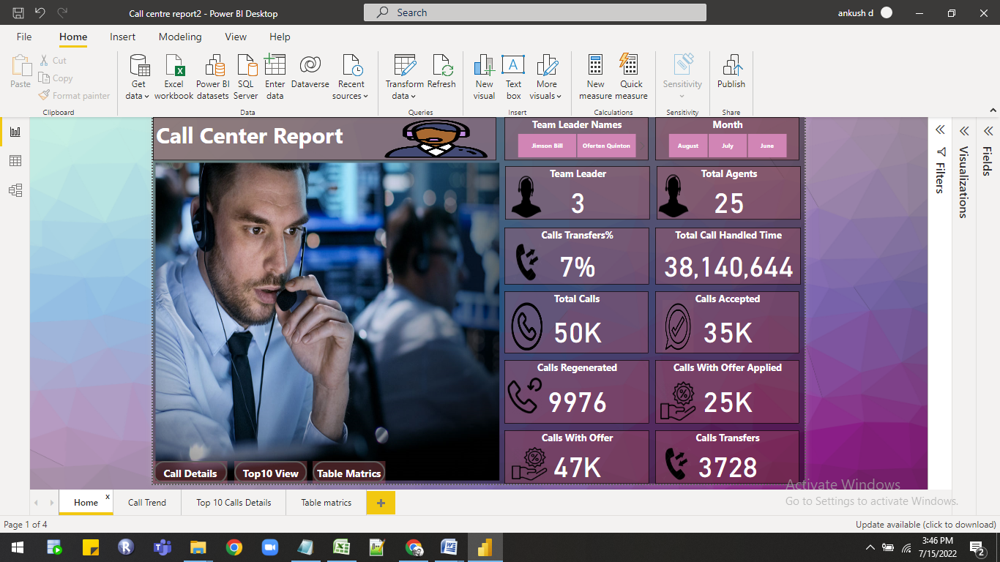 Call centre report2 - Power BI Desktop
Search
ankush d
File Home Insert Modeling View Help
Paste
Cut
Copy
Format painter
Clipboard
Get data
Excel workbook
Power BI datasets
SQL Server
Enter data
Dataverse
Recent sources
Data
Transform data
Refresh
Queries
New visual
Text box
More visuals
Insert
New measure
Quick measure
Calculations
Sensitivity
Sensitivity
Publish
Share
Call Center Report
Team Leader Names
Jimson Bill
Oferten Quinton
Month
August
July
June
Team Leader
3
Total Agents
25
Calls Transfers%
7%
Total Call Handled Time
38,140,644
Total Calls
50K
Calls Accepted
35K
Calls Regenerated
9976
Calls With Offer Applied
25K
Calls With Offer
47K
Calls Transfers
3728
Call Details
Top10 View
Table Matrics
Filters
Visualizations
Fields
Activate Windows
Go to Settings to activate Windows.
Home x
Call Trend
Top 10 Calls Details
Table matrics
+
Page 1 of 4
Update available (click to download)
3:46 PM
7/15/2022
2